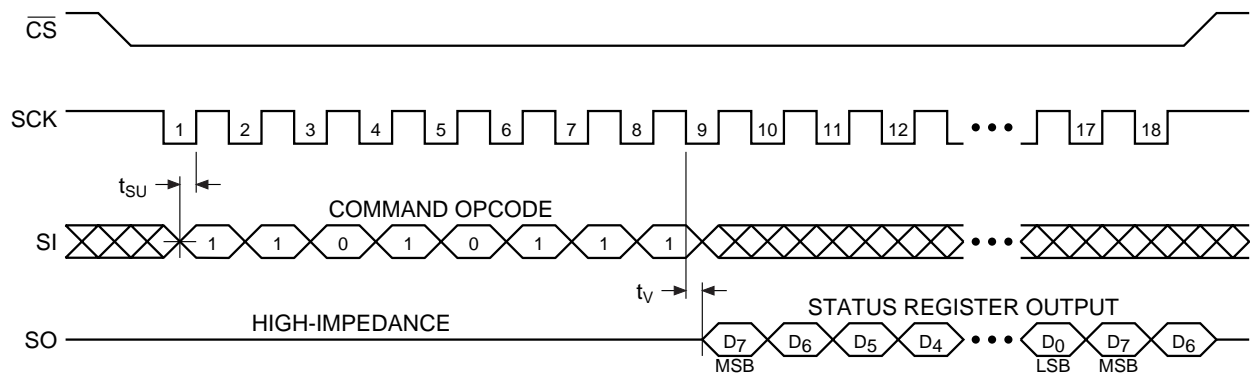 CS
SCK 1 2 3 4 5 6 7 8 9 10 11 12 ••• 17 18
tSU
COMMAND OPCODE
SI 1 1 0 1 0 1 1 1 •••
tV
HIGH-IMPEDANCE
STATUS REGISTER OUTPUT
SO D7 D6 D5 D4 ••• D0 D7 D6
MSB LSB MSB